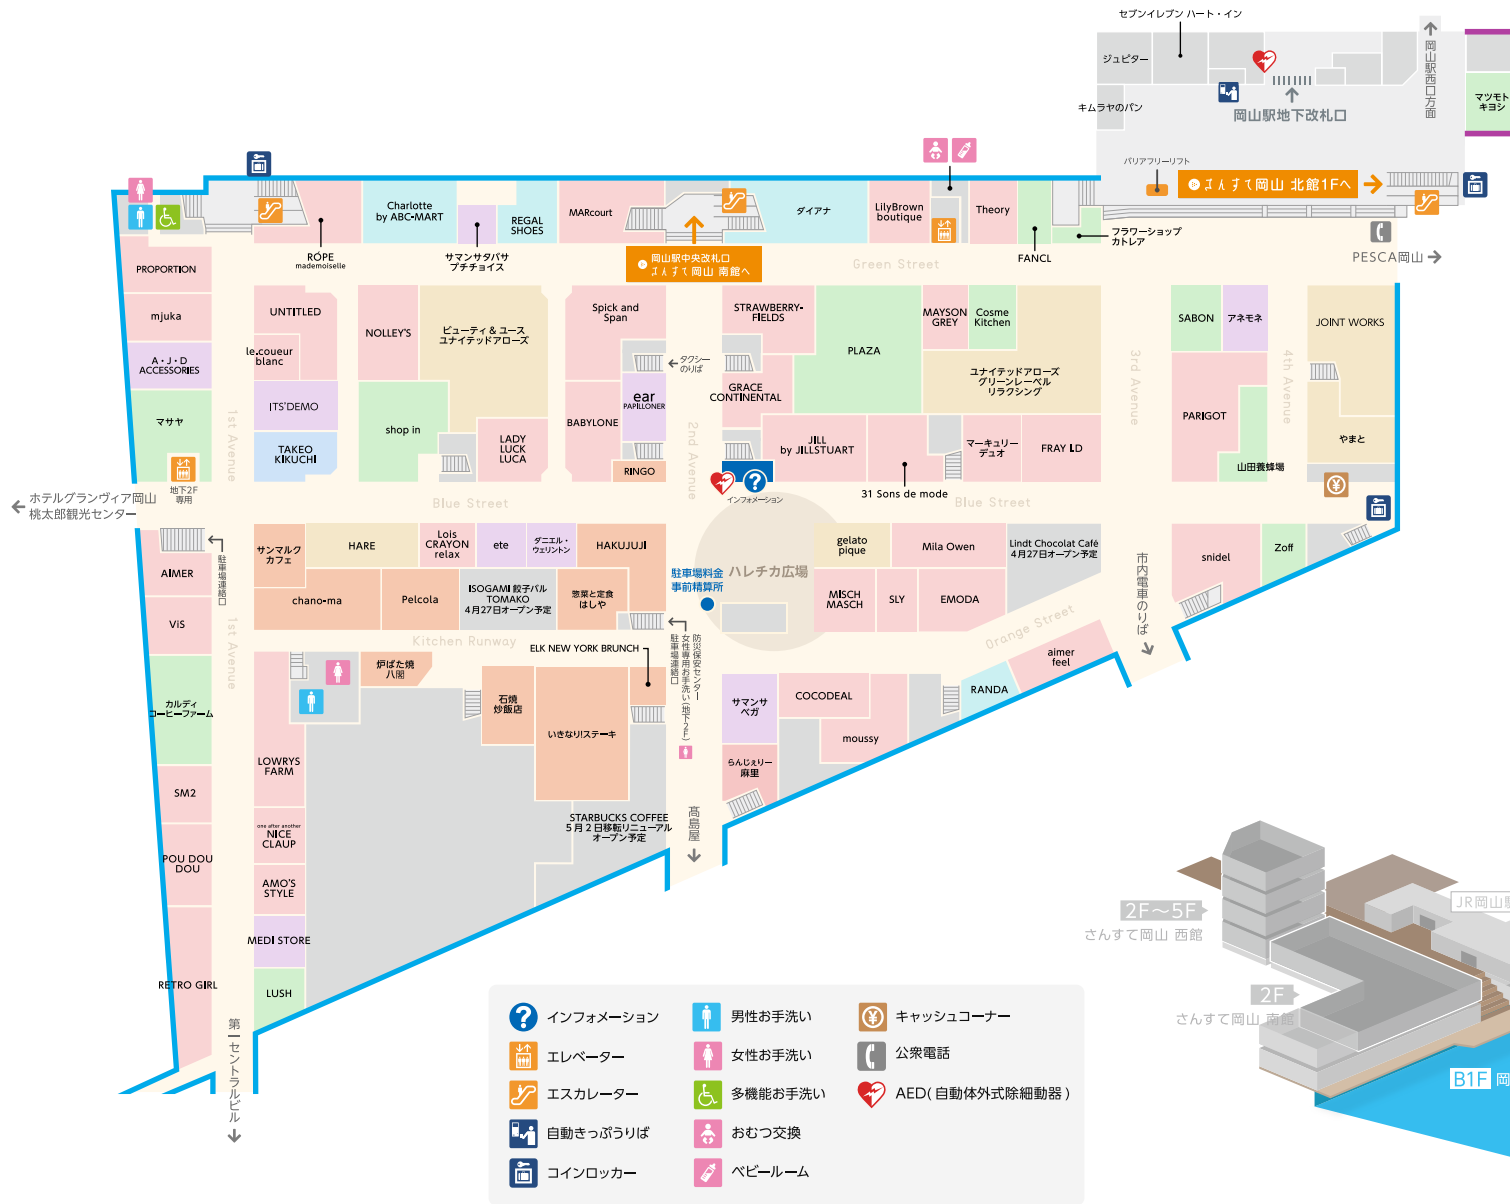 セブンイレブン ハート・イン
ジュピター
キムラヤのパン
岡山駅地下改札口
岡山駅西口方面
マツモト
キヨシ
バリアフリーリフト
さんすて岡山 北館1Fへ
PESCA岡山
Charlotte
by ABC-MART
REGAL
SHOES
MARcourt
ダイアナ
LilyBrown
boutique
Theory
フラワーショップ
カトレア
FANCL
RÓPE
mademoiselle
サマンサタバサ
プチチョイス
岡山駅中央改札口
さんすて岡山 南館へ
Green Street
PROPORTION
mjuka
A・J・D
ACCESSORIES
マサヤ
地下2F
専用
UNTITLED
le.coueur
blanc
ITS'DEMO
TAKEO
KIKUCHI
1st Avenue
NOLLEY'S
ビューティ & ユース
ユナイテッドアローズ
shop in
LADY
LUCK
LUCA
Spick and
Span
BABYLONE
ear
PAPILLONER
RINGO
タクシー
のりば
2nd Avenue
STRAWBERRY-
FIELDS
GRACE
CONTINENTAL
PLAZA
MAYSON
GREY
Cosme
Kitchen
ユナイテッドアローズ
グリーンレーベル
リラクシング
JILL
by JILLSTUART
マーキュリー
デュオ
FRAY I.D
31 Sons de mode
インフォメーション
3rd Avenue
SABON
アネモネ
PARIGOT
山田養蜂場
4th Avenue
JOINT WORKS
やまと
Blue Street
Blue Street
ホテルグランヴィア岡山
桃太郎観光センター
駐車場連絡口
AIMER
ViS
カルディ
コーヒーファーム
SM2
POU DOU
DOU
RETRO GIRL
1st Avenue
サンマルク
カフェ
HARE
Lois
CRAYON
relax
ete
ダニエル・
ウェリントン
HAKUJUJI
chano-ma
Pelcola
ISOGAMI 餃子バル
TOMAKO
4月27日オープン予定
惣菜と定食
はしや
Kitchen Runway
駐車場料金
事前精算所
ハレチカ広場
gelato
pique
Mila Owen
Lindt Chocolat Café
4月27日オープン予定
MISCH
MASCH
SLY
EMODA
Orange Street
市内電車のりば
snidel
Zoff
ELK NEW YORK BRUNCH
炉ばた焼
八閤
石焼
炒飯店
いきなり!ステーキ
防災保安センター
女性専用お手洗い(地下2F)
駐車場連絡口
サマンサ
ベガ
COCODEAL
moussy
RANDA
aimer
feel
らんじぇりー
麻里
LOWRYS
FARM
one after another
NICE
CLAUP
AMO'S
STYLE
MEDI STORE
LUSH
STARBUCKS COFFEE
5月2日移転リニューアル
オープン予定
髙島屋
第一セントラルビル
インフォメーション
エレベーター
エスカレーター
自動きっぷうりば
コインロッカー
男性お手洗い
女性お手洗い
多機能お手洗い
おむつ交換
ベビールーム
キャッシュコーナー
公衆電話
AED(自動体外式除細動器)
2F〜5F
さんすて岡山 西館
2F
さんすて岡山 南館
JR岡山駅
B1F 岡